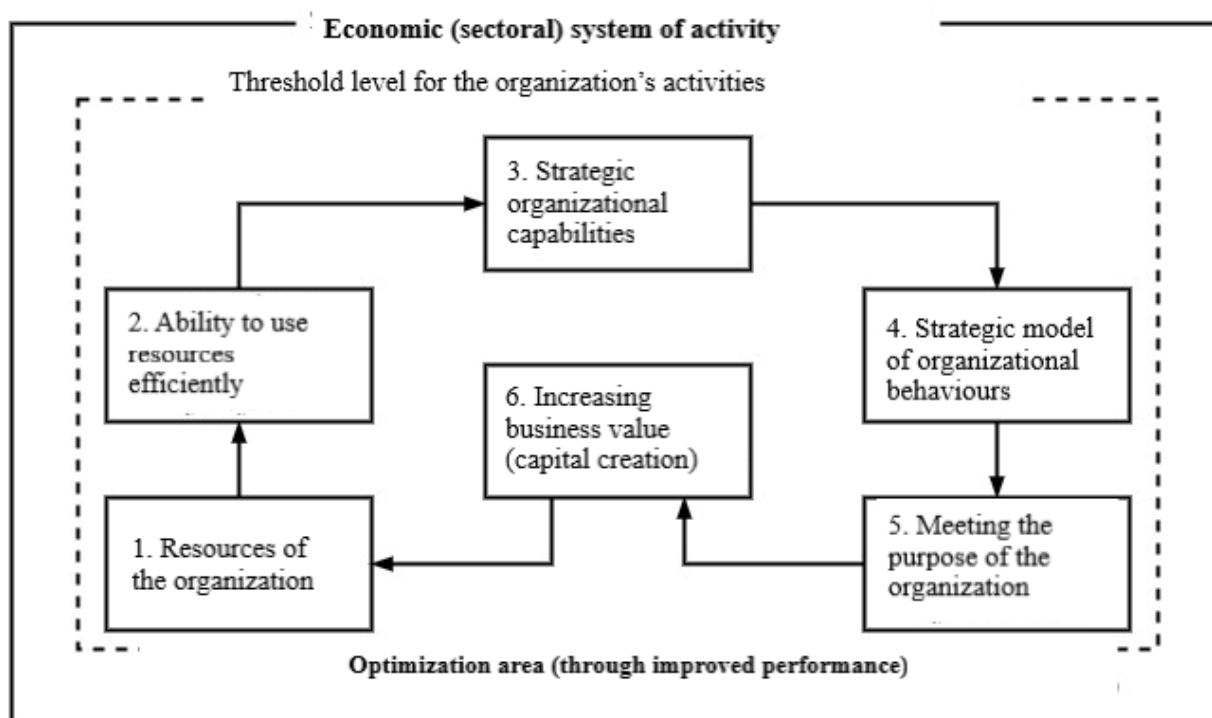 Economic (sectoral) system of activity
Threshold level for the organization’s activities
3. Strategic
organizational
capabilities
2. Ability to use
resources
efficiently
4. Strategic model
of organizational
behaviours
6. Increasing
business value
(capital creation)
1. Resources of
the organization
5. Meeting the
purpose of the
organization
Optimization area (through improved performance)